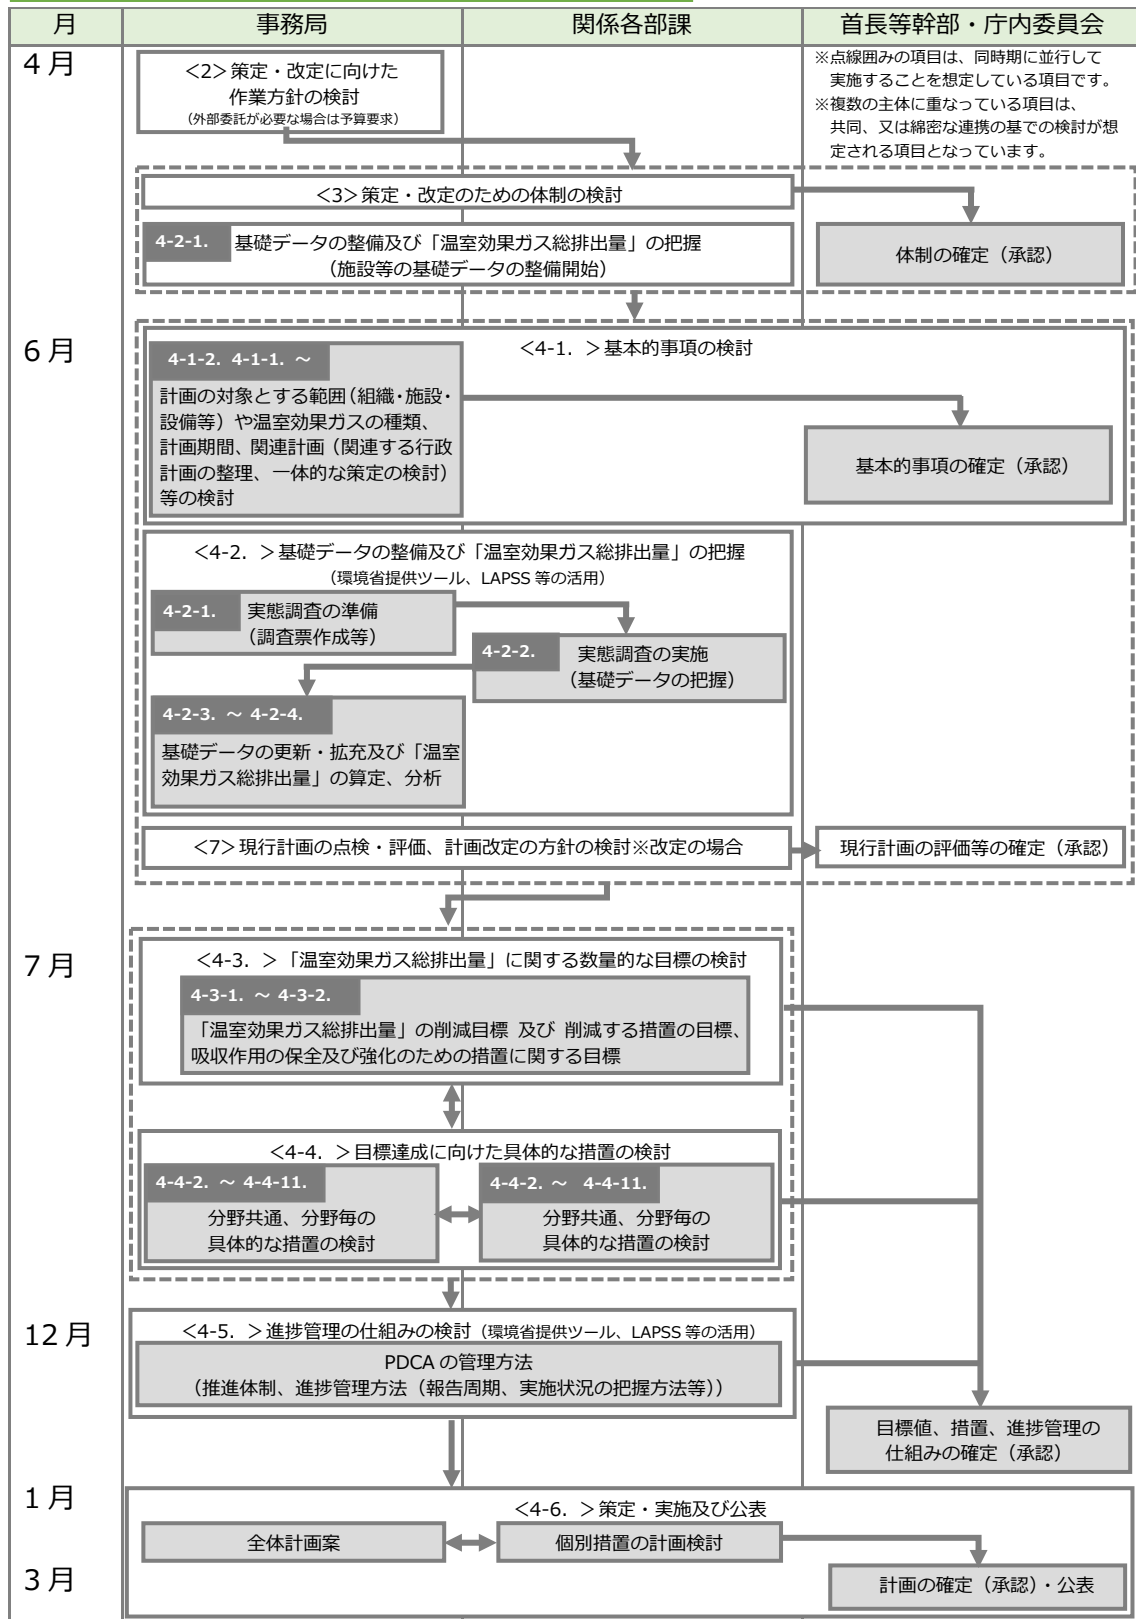 月
事務局
関係各部課
首長等幹部・庁内委員会
4月
<2>策定・改定に向けた
作業方針の検討
（外部委託が必要な場合は予算要求）
※点線囲みの項目は、同時期に並行して
実施することを想定している項目です。
※複数の主体に重なっている項目は、
共同、又は綿密な連携の基での検討が想
定される項目となっています。
<3>策定・改定のための体制の検討
4-2-1. 基礎データの整備及び「温室効果ガス総排出量」の把握
（施設等の基礎データの整備開始）
体制の確定（承認）
6月
<4-1. >基本的事項の検討
4-1-2. 4-1-1. ～
計画の対象とする範囲（組織・施設・
設備等）や温室効果ガスの種類、
計画期間、関連計画（関連する行政
計画の整理、一体的な策定の検討）
等の検討
基本的事項の確定（承認）
<4-2. >基礎データの整備及び「温室効果ガス総排出量」の把握
（環境省提供ツール、LAPSS 等の活用）
4-2-1. 実態調査の準備
（調査票作成等）
4-2-2. 実態調査の実施
（基礎データの把握）
4-2-3. ～ 4-2-4.
基礎データの更新・拡充及び「温室
効果ガス総排出量」の算定、分析
<7>現行計画の点検・評価、計画改定の方針の検討※改定の場合
現行計画の評価等の確定（承認）
7月
<4-3. >「温室効果ガス総排出量」に関する数量的な目標の検討
4-3-1. ～ 4-3-2.
「温室効果ガス総排出量」の削減目標 及び 削減する措置の目標、
吸収作用の保全及び強化のための措置に関する目標
<4-4. >目標達成に向けた具体的な措置の検討
4-4-2. ～ 4-4-11.
分野共通、分野毎の
具体的な措置の検討
4-4-2. ～ 4-4-11.
分野共通、分野毎の
具体的な措置の検討
12月
<4-5. >進捗管理の仕組みの検討（環境省提供ツール、LAPSS 等の活用）
PDCA の管理方法
（推進体制、進捗管理方法（報告周期、実施状況の把握方法等））
目標値、措置、進捗管理の
仕組みの確定（承認）
1月
<4-6. >策定・実施及び公表
全体計画案
個別措置の計画検討
3月
計画の確定（承認）・公表